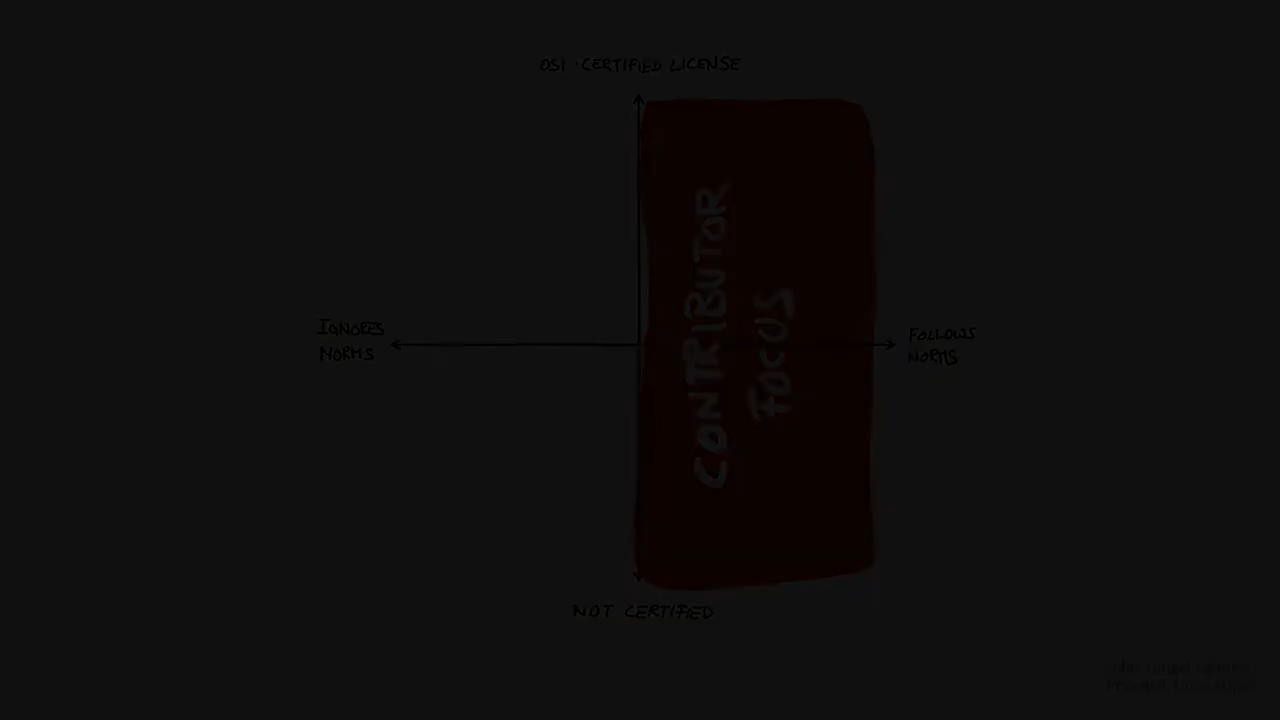 OSI-CERTIFIED LICENSE
CONTRIBUTOR
FOCUS
IGNORES
NORMS
FOLLOWS
NORMS
NOT CERTIFIED